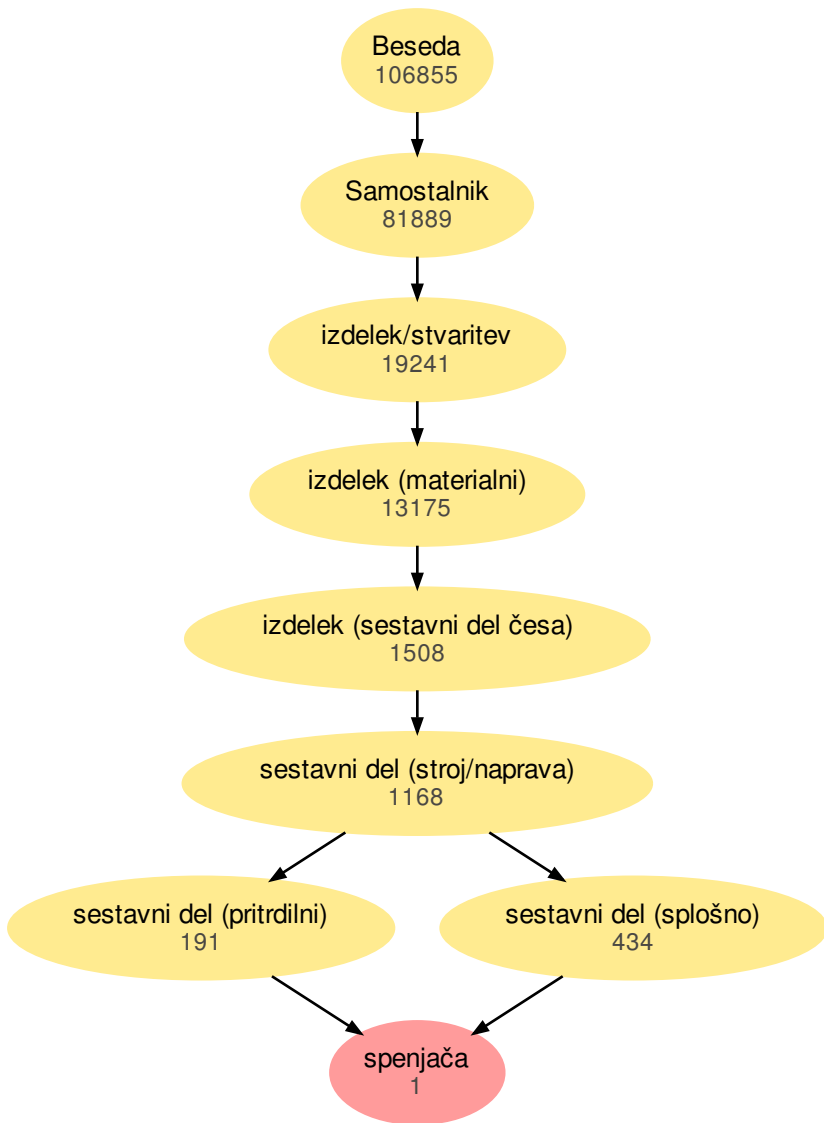 Beseda
106855
Samostalnik
81889
izdelek/stvaritev
19241
izdelek (materialni)
13175
izdelek (sestavni del česa)
1508
sestavni del (stroj/naprava)
1168
sestavni del (pritrdilni)
191
sestavni del (splošno)
434
spenjača
1